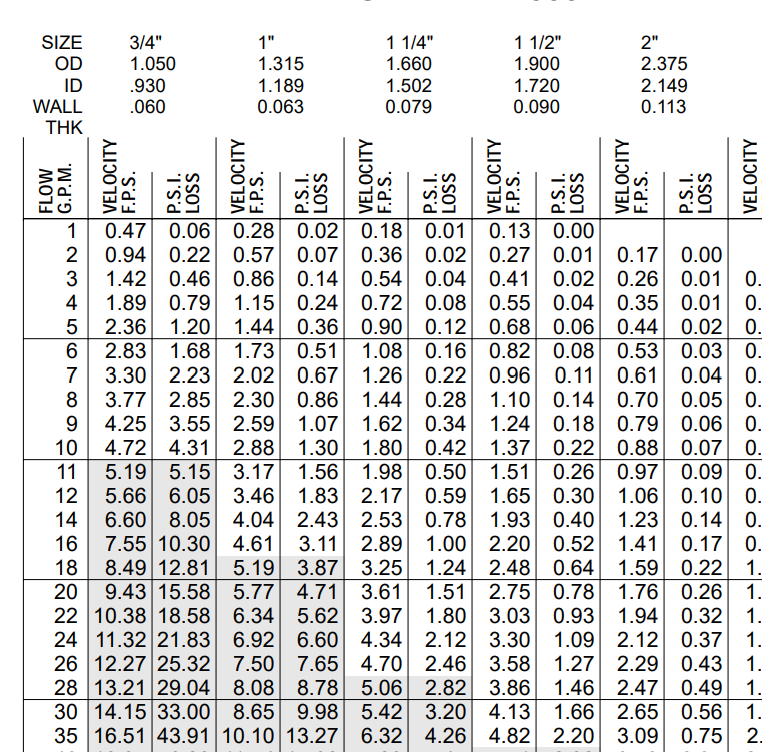 SIZE 3/4" 1" 1 1/4" 1 1/2" 2"
OD 1.050 1.315 1.660 1.900 2.375
ID .930 1.189 1.502 1.720 2.149
WALL .060 0.063 0.079 0.090 0.113
THK
FLOW G.P.M. VELOCITY F.P.S. P.S.I. LOSS VELOCITY F.P.S. P.S.I. LOSS VELOCITY F.P.S. P.S.I. LOSS VELOCITY F.P.S. P.S.I. LOSS VELOCITY F.P.S. P.S.I. LOSS VELOCITY
1 0.47 0.06 0.28 0.02 0.18 0.01 0.13 0.00
2 0.94 0.22 0.57 0.07 0.36 0.02 0.27 0.01 0.17 0.00
3 1.42 0.46 0.86 0.14 0.54 0.04 0.41 0.02 0.26 0.01 0.
4 1.89 0.79 1.15 0.24 0.72 0.08 0.55 0.04 0.35 0.01 0.
5 2.36 1.20 1.44 0.36 0.90 0.12 0.68 0.06 0.44 0.02 0.
6 2.83 1.68 1.73 0.51 1.08 0.16 0.82 0.08 0.53 0.03 0.
7 3.30 2.23 2.02 0.67 1.26 0.22 0.96 0.11 0.61 0.04 0.
8 3.77 2.85 2.30 0.86 1.44 0.28 1.10 0.14 0.70 0.05 0.
9 4.25 3.55 2.59 1.07 1.62 0.34 1.24 0.18 0.79 0.06 0.
10 4.72 4.31 2.88 1.30 1.80 0.42 1.37 0.22 0.88 0.07 0.
11 5.19 5.15 3.17 1.56 1.98 0.50 1.51 0.26 0.97 0.09 0.
12 5.66 6.05 3.46 1.83 2.17 0.59 1.65 0.30 1.06 0.10 0.
14 6.60 8.05 4.04 2.43 2.53 0.78 1.93 0.40 1.23 0.14 0.
16 7.55 10.30 4.61 3.11 2.89 1.00 2.20 0.52 1.41 0.17 0.
18 8.49 12.81 5.19 3.87 3.25 1.24 2.48 0.64 1.59 0.22 1.
20 9.43 15.58 5.77 4.71 3.61 1.51 2.75 0.78 1.76 0.26 1.
22 10.38 18.58 6.34 5.62 3.97 1.80 3.03 0.93 1.94 0.32 1.
24 11.32 21.83 6.92 6.60 4.34 2.12 3.30 1.09 2.12 0.37 1.
26 12.27 25.32 7.50 7.65 4.70 2.46 3.58 1.27 2.29 0.43 1.
28 13.21 29.04 8.08 8.78 5.06 2.82 3.86 1.46 2.47 0.49 1.
30 14.15 33.00 8.65 9.98 5.42 3.20 4.13 1.66 2.65 0.56 1.
35 16.51 43.91 10.10 13.27 6.32 4.26 4.82 2.20 3.09 0.75 2.